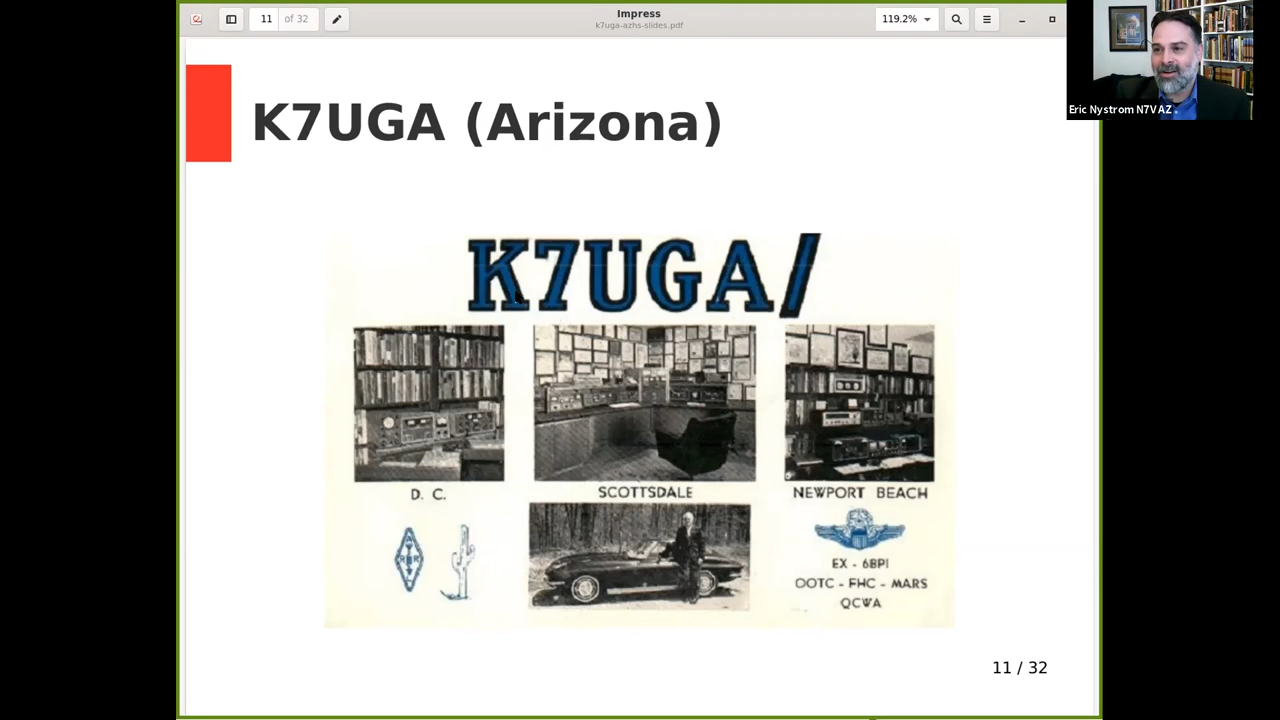 11 of 32
Impress
k7uga-azhs-slides.pdf
119.2%
Eric Nystrom N7VAZ
K7UGA (Arizona)
K7UGA/
D. C.
SCOTTSDALE
NEWPORT BEACH
EX - 6BPI
OOTC - FHC - MARS
QCWA
11 / 32